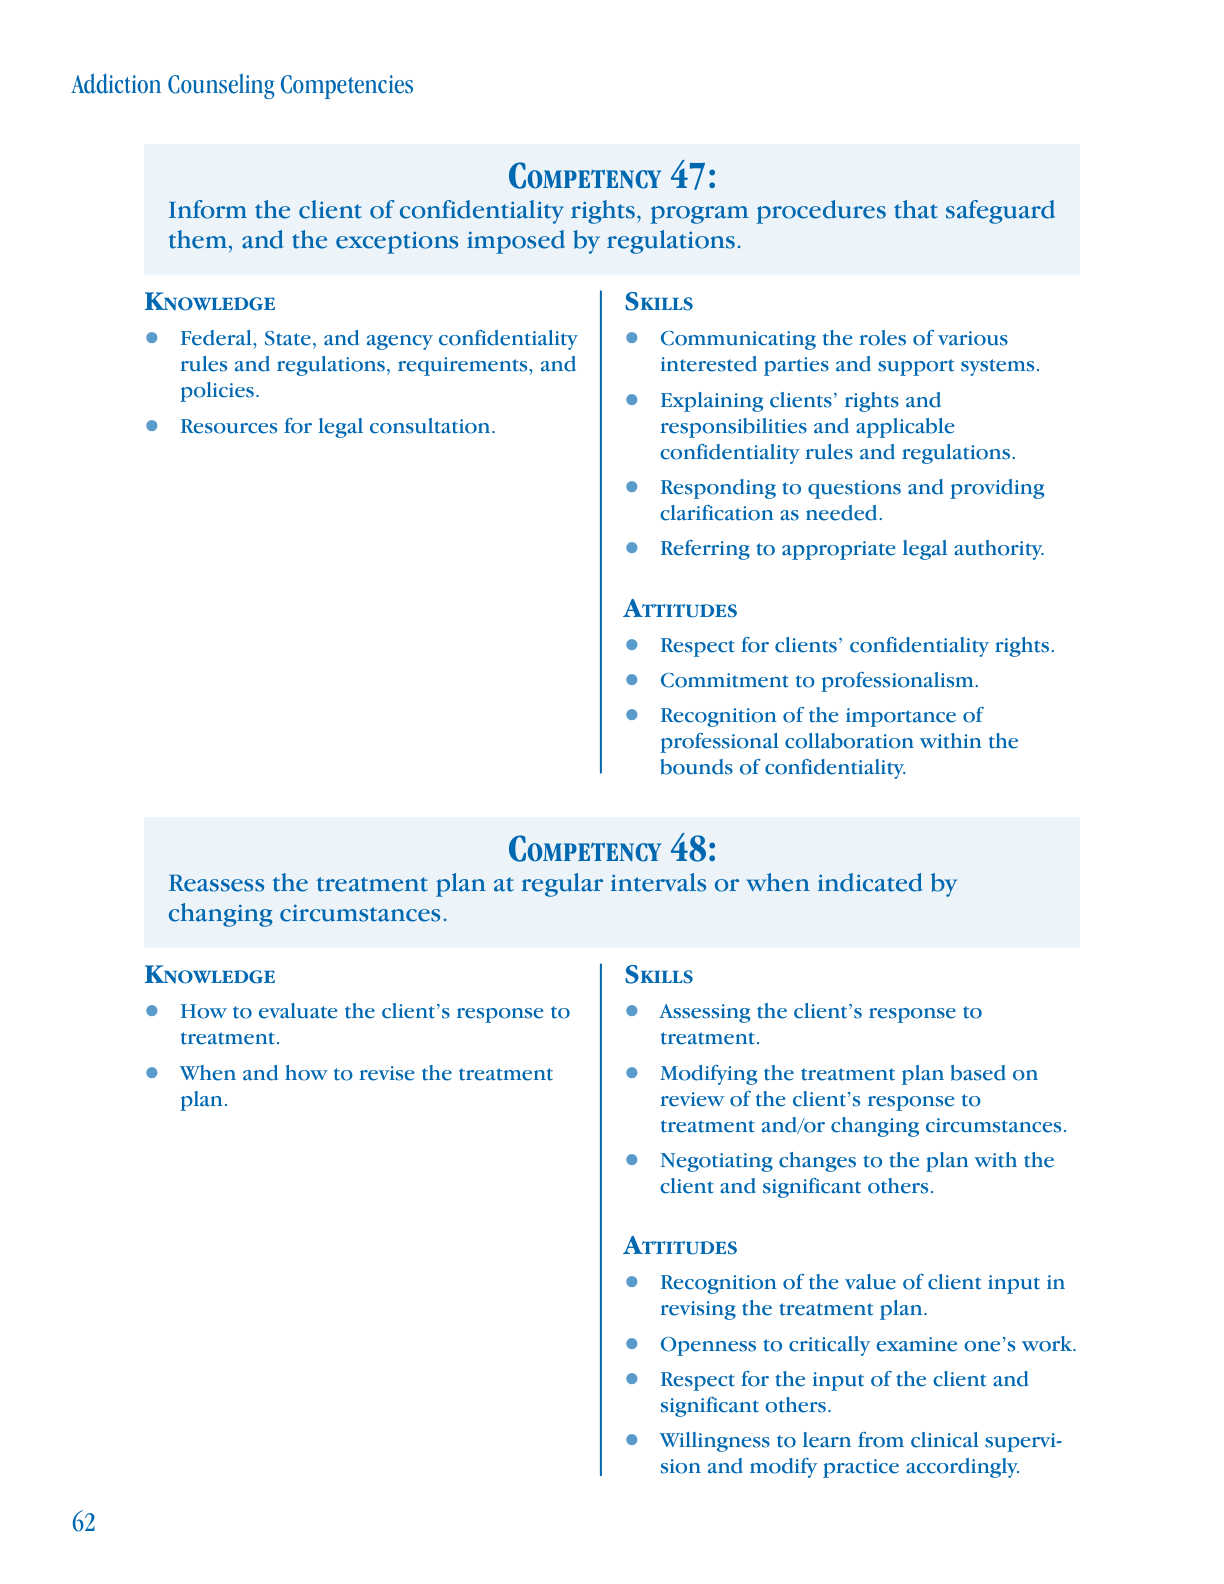 Addiction Counseling Competencies
COMPETENCY 47:
Inform the client of confidentiality rights, program procedures that safeguard
them, and the exceptions imposed by regulations.
KNOWLEDGE
● Federal, State, and agency confidentiality
rules and regulations, requirements, and
policies.
● Resources for legal consultation.
SKILLS
● Communicating the roles of various
interested parties and support systems.
● Explaining clients’ rights and
responsibilities and applicable
confidentiality rules and regulations.
● Responding to questions and providing
clarification as needed.
● Referring to appropriate legal authority.
ATTITUDES
● Respect for clients’ confidentiality rights.
● Commitment to professionalism.
● Recognition of the importance of
professional collaboration within the
bounds of confidentiality.
COMPETENCY 48:
Reassess the treatment plan at regular intervals or when indicated by
changing circumstances.
KNOWLEDGE
● How to evaluate the client’s response to
treatment.
● When and how to revise the treatment
plan.
SKILLS
● Assessing the client’s response to
treatment.
● Modifying the treatment plan based on
review of the client’s response to
treatment and/or changing circumstances.
● Negotiating changes to the plan with the
client and significant others.
ATTITUDES
● Recognition of the value of client input in
revising the treatment plan.
● Openness to critically examine one’s work.
● Respect for the input of the client and
significant others.
● Willingness to learn from clinical supervi-
sion and modify practice accordingly.
62